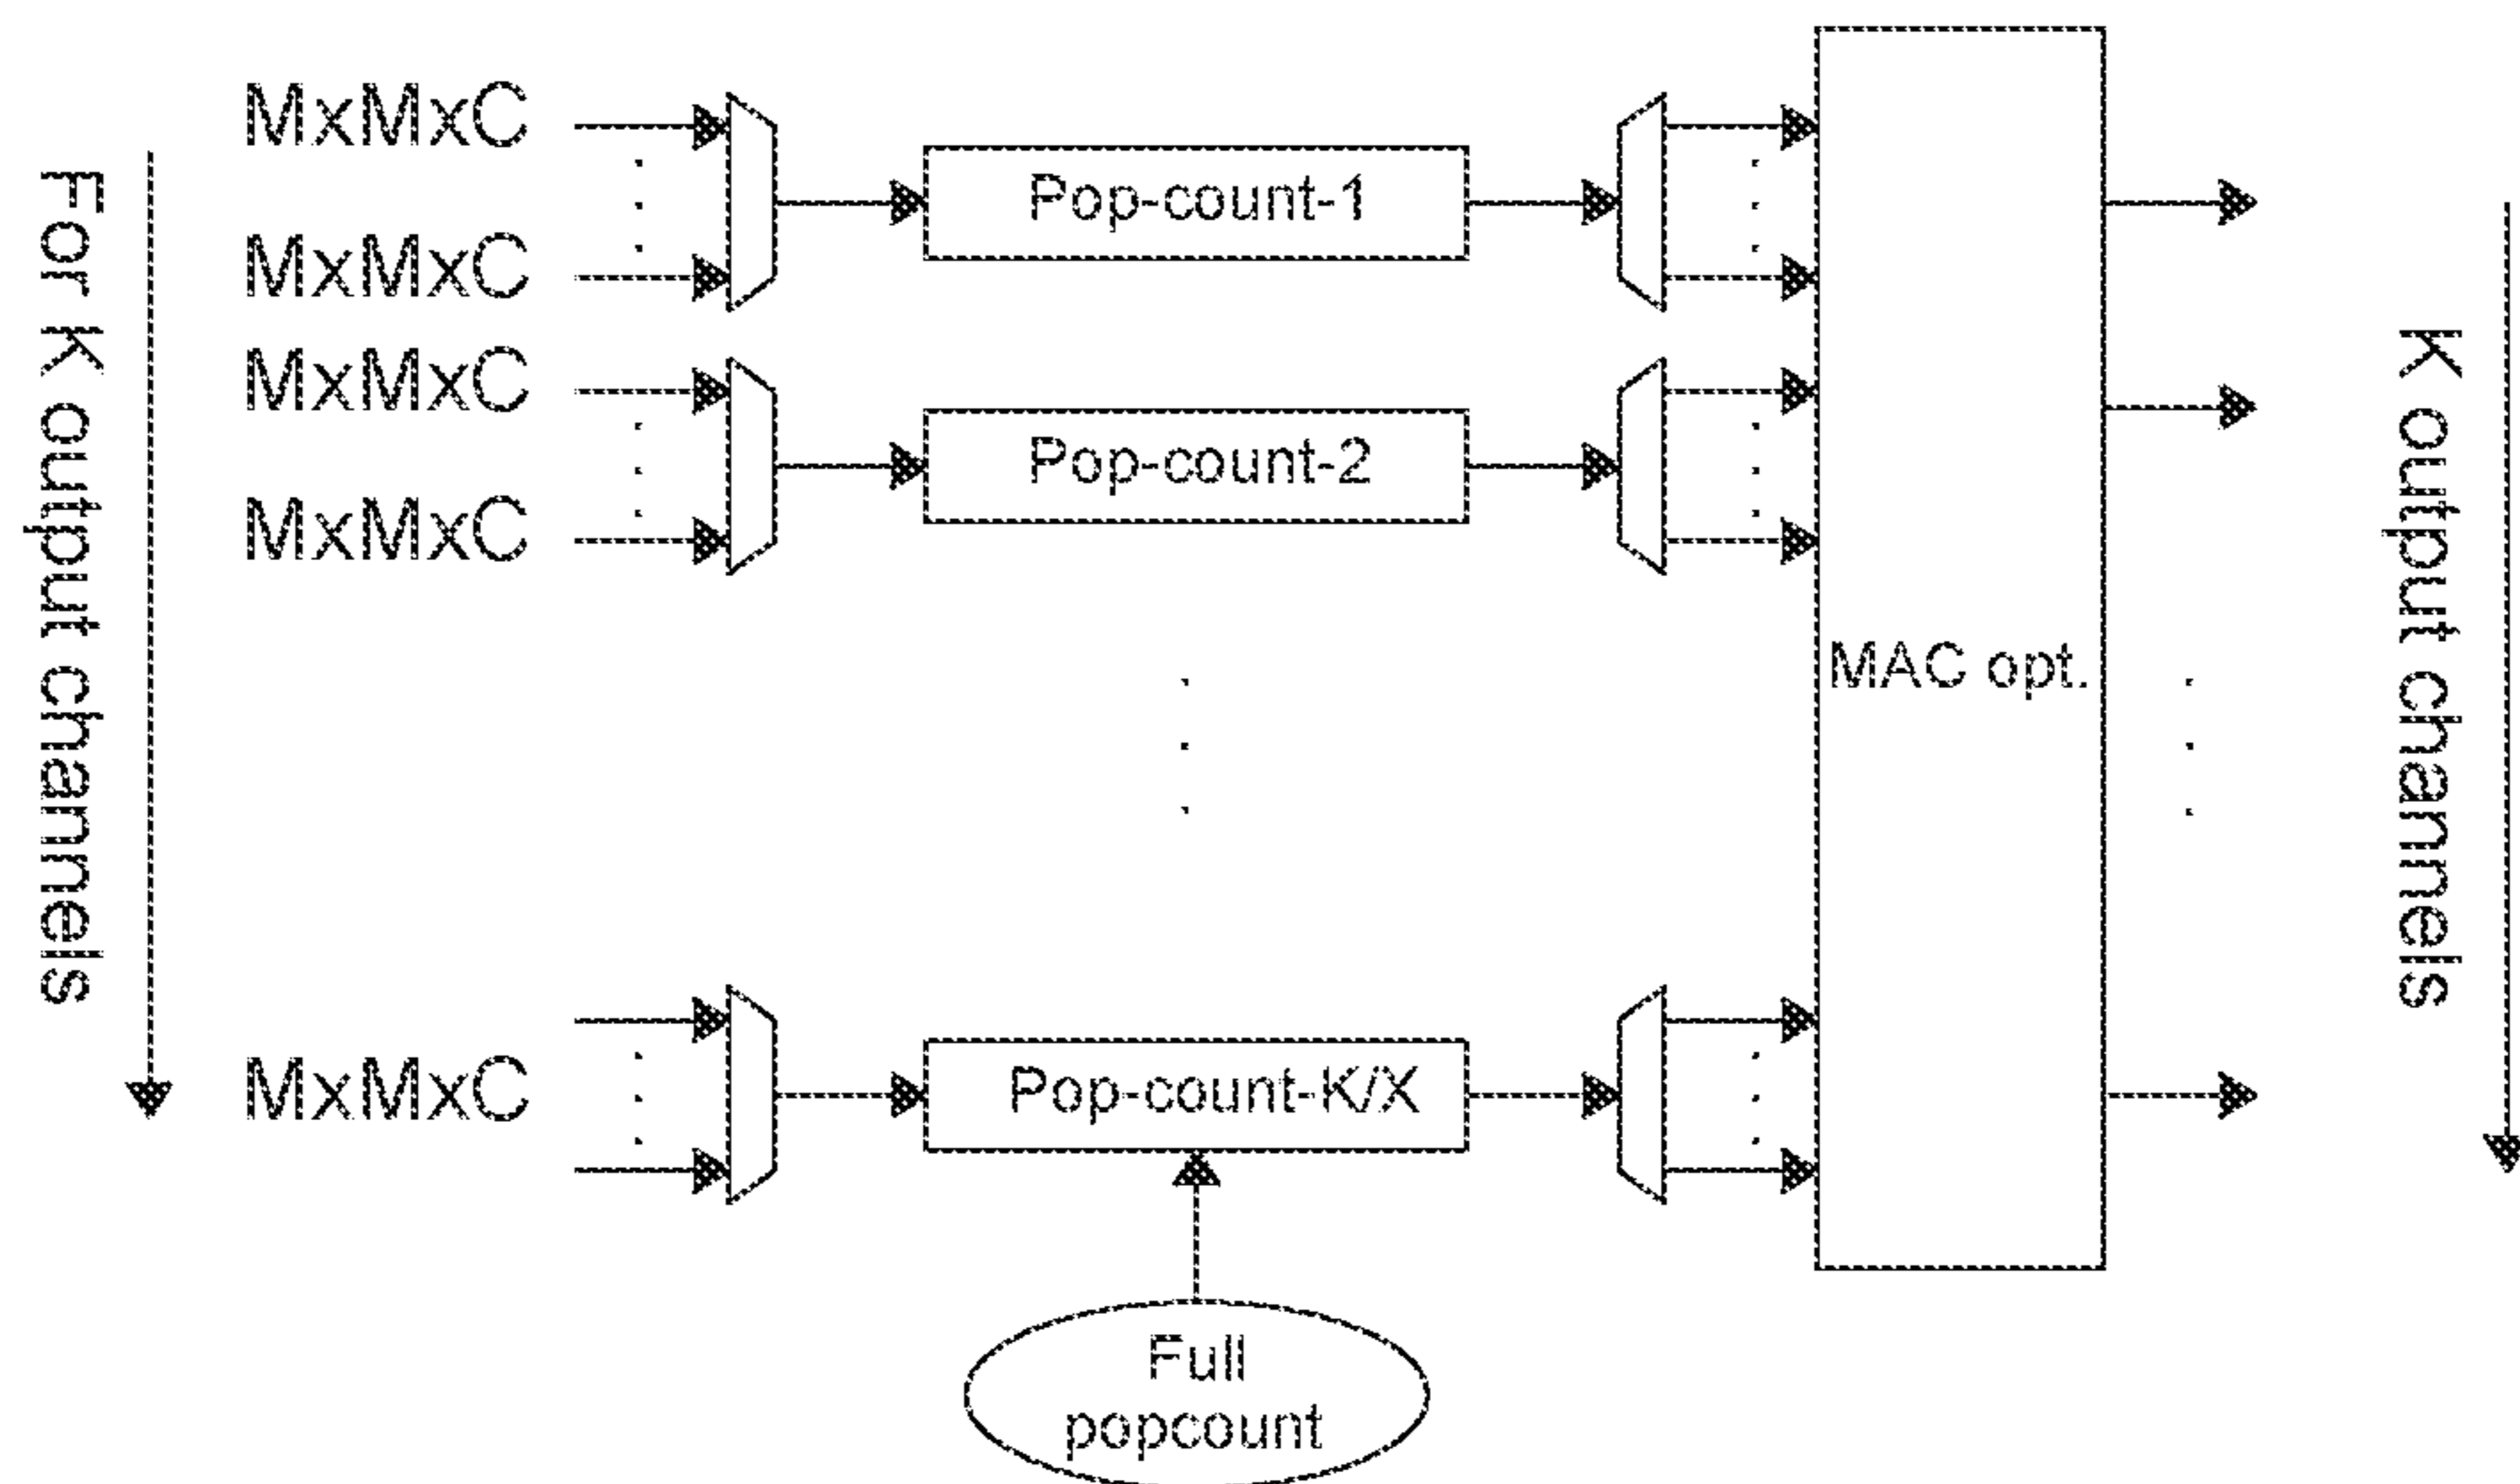 For K output channels
MxMxC
MxMxC
MxMxC
MxMxC
MxMxC
Pop-count-1
Pop-count-2
Pop-count-K/X
Full
popcount
MAC opt.
K output channels